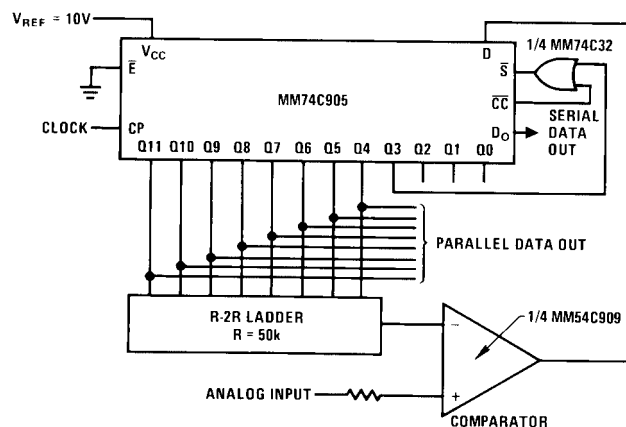 V_REF = 10V
V_CC
D
1/4 MM74C32
E̅
S̅
MM74C905
C̅C̅
CLOCK
CP
D_O
SERIAL
DATA
OUT
Q11 Q10 Q9 Q8 Q7 Q6 Q5 Q4 Q3 Q2 Q1 Q0
PARALLEL DATA OUT
R-2R LADDER
R = 50k
1/4 MM54C909
−
+
ANALOG INPUT
COMPARATOR